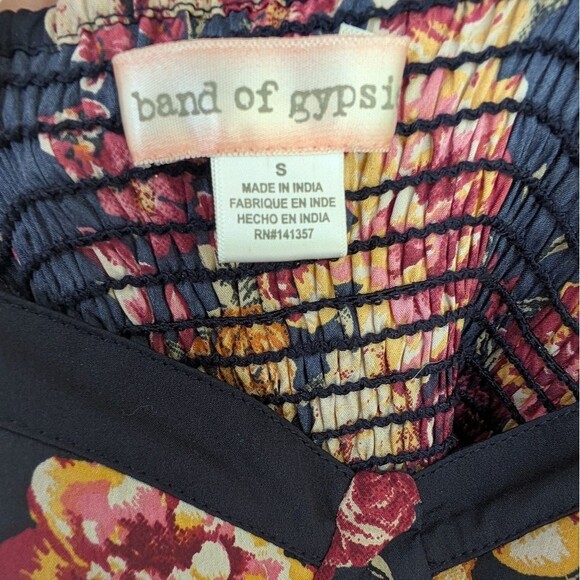 band of gypsi
S
MADE IN INDIA
FABRIQUE EN INDE
HECHO EN INDIA
RN#141357